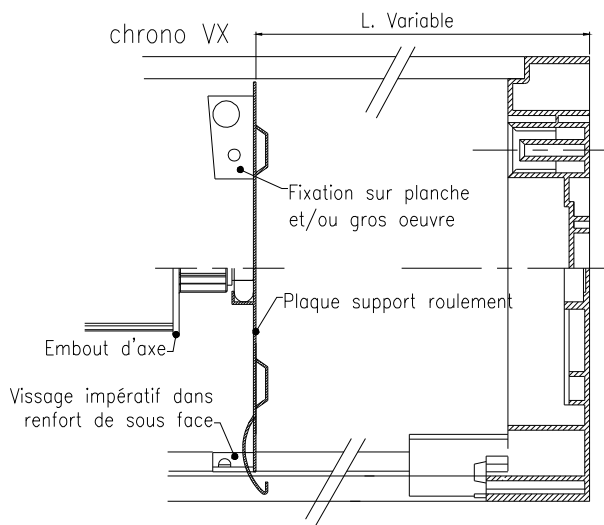 L. Variable
chrono VX
Fixation sur planche
et/ou gros oeuvre
Plaque support roulement
Embout d'axe
Vissage impératif dans
renfort de sous face